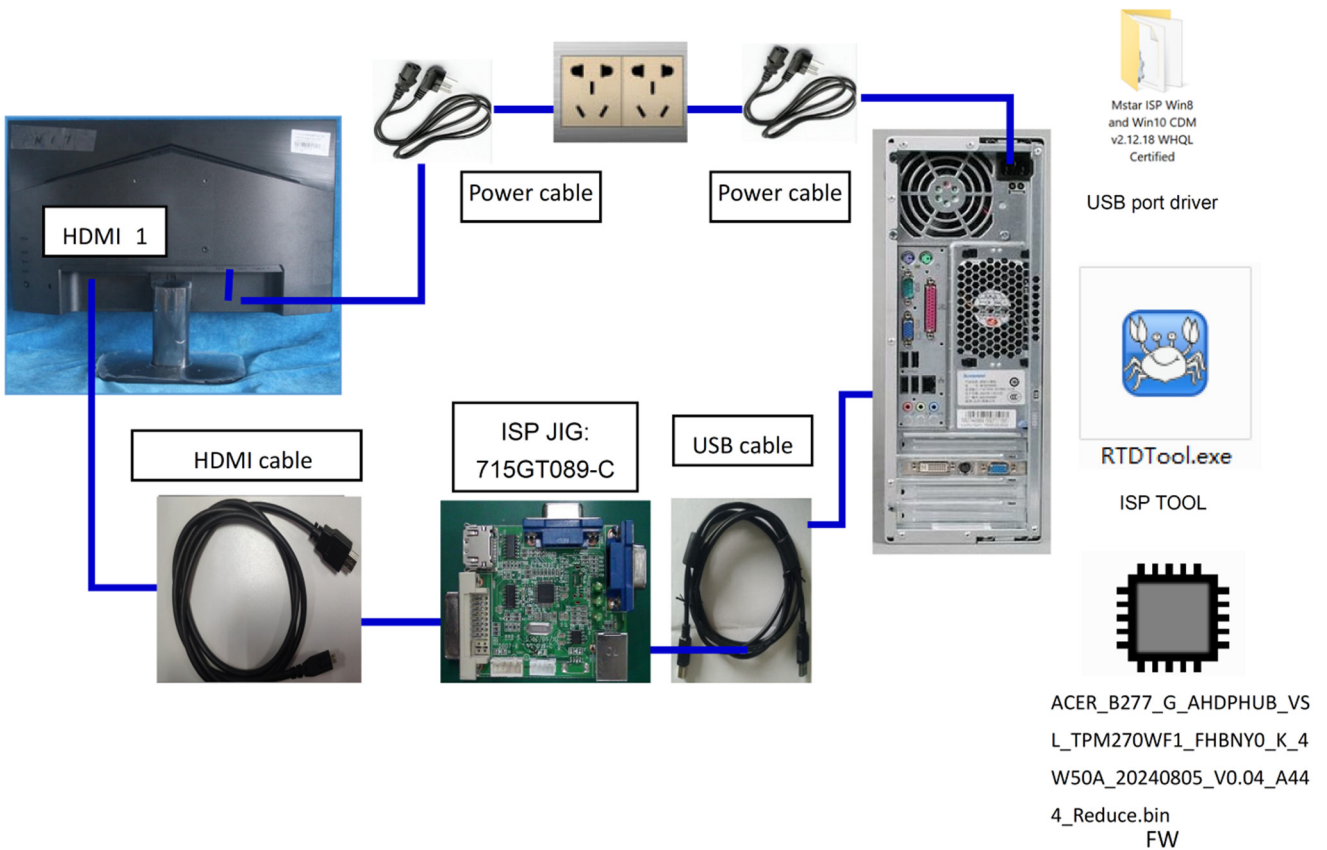 Mstar ISP Win8
and Win10 CDM
v2.12.18 WHQL
Certified
USB port driver
Power cable
Power cable
HDMI 1
HDMI cable
ISP JIG:
715GT089-C
USB cable
RTDTool.exe
ISP TOOL
ACER_B277_G_AHDPHUB_VS
L_TPM270WF1_FHBNY0_K_4
W50A_20240805_V0.04_A44
4_Reduce.bin
FW